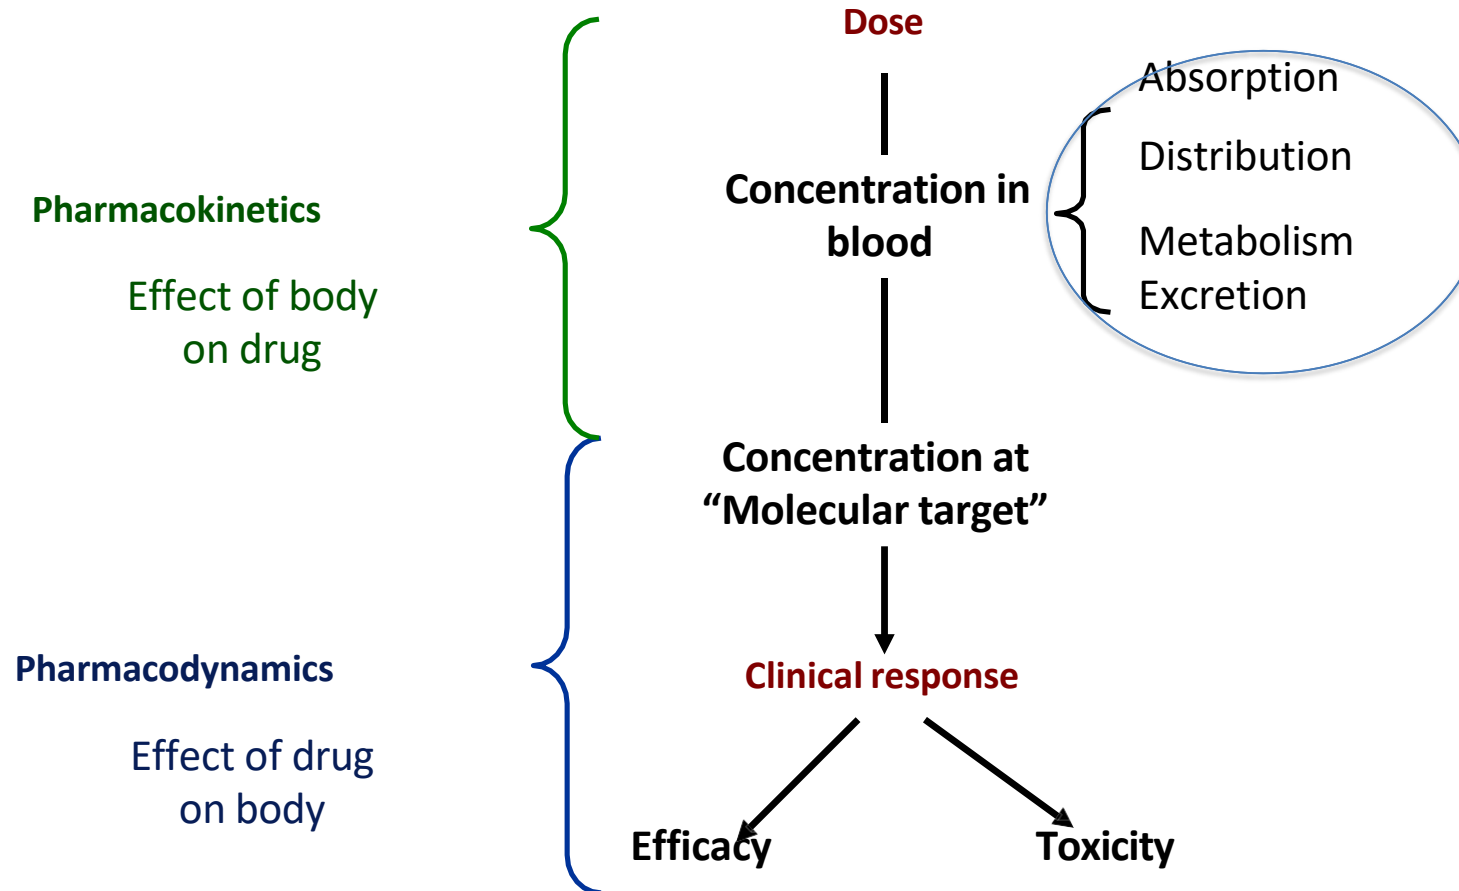 Dose
Absorption
Distribution
Concentration in
blood
Metabolism
Excretion
Pharmacokinetics
Effect of body
on drug
Concentration at
“Molecular target”
Pharmacodynamics
Clinical response
Effect of drug
on body
Efficacy
Toxicity